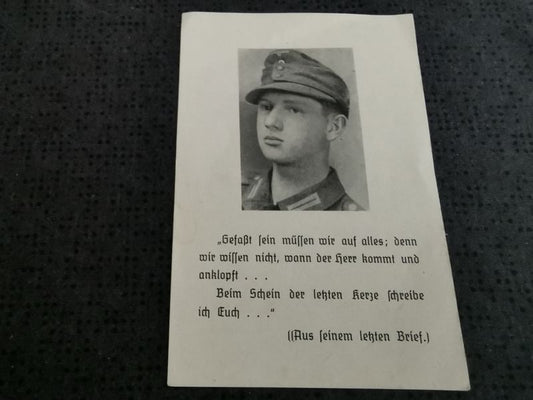 „Gefaßt sein müssen wir auf alles; denn
wir wissen nicht, wann der Herr kommt und
anklopft . . .
Beim Schein der letzten Kerze schreibe
ich Euch . . .“
((Aus seinem letzten Brief.)